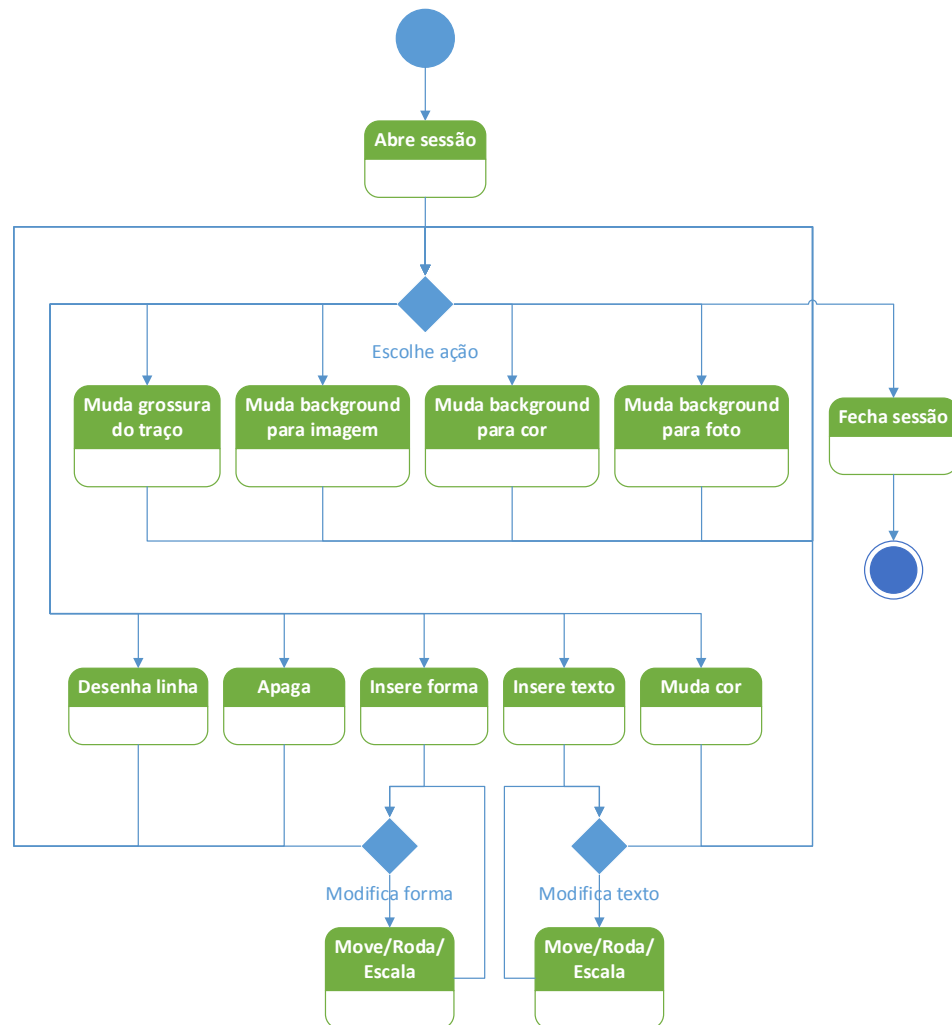 Abre sessão
Escolhe ação
Muda grossura
do traço
Muda background
para imagem
Muda background
para cor
Muda background
para foto
Fecha sessão
Desenha linha
Apaga
Insere forma
Insere texto
Muda cor
Modifica forma
Modifica texto
Move/Roda/
Escala
Move/Roda/
Escala